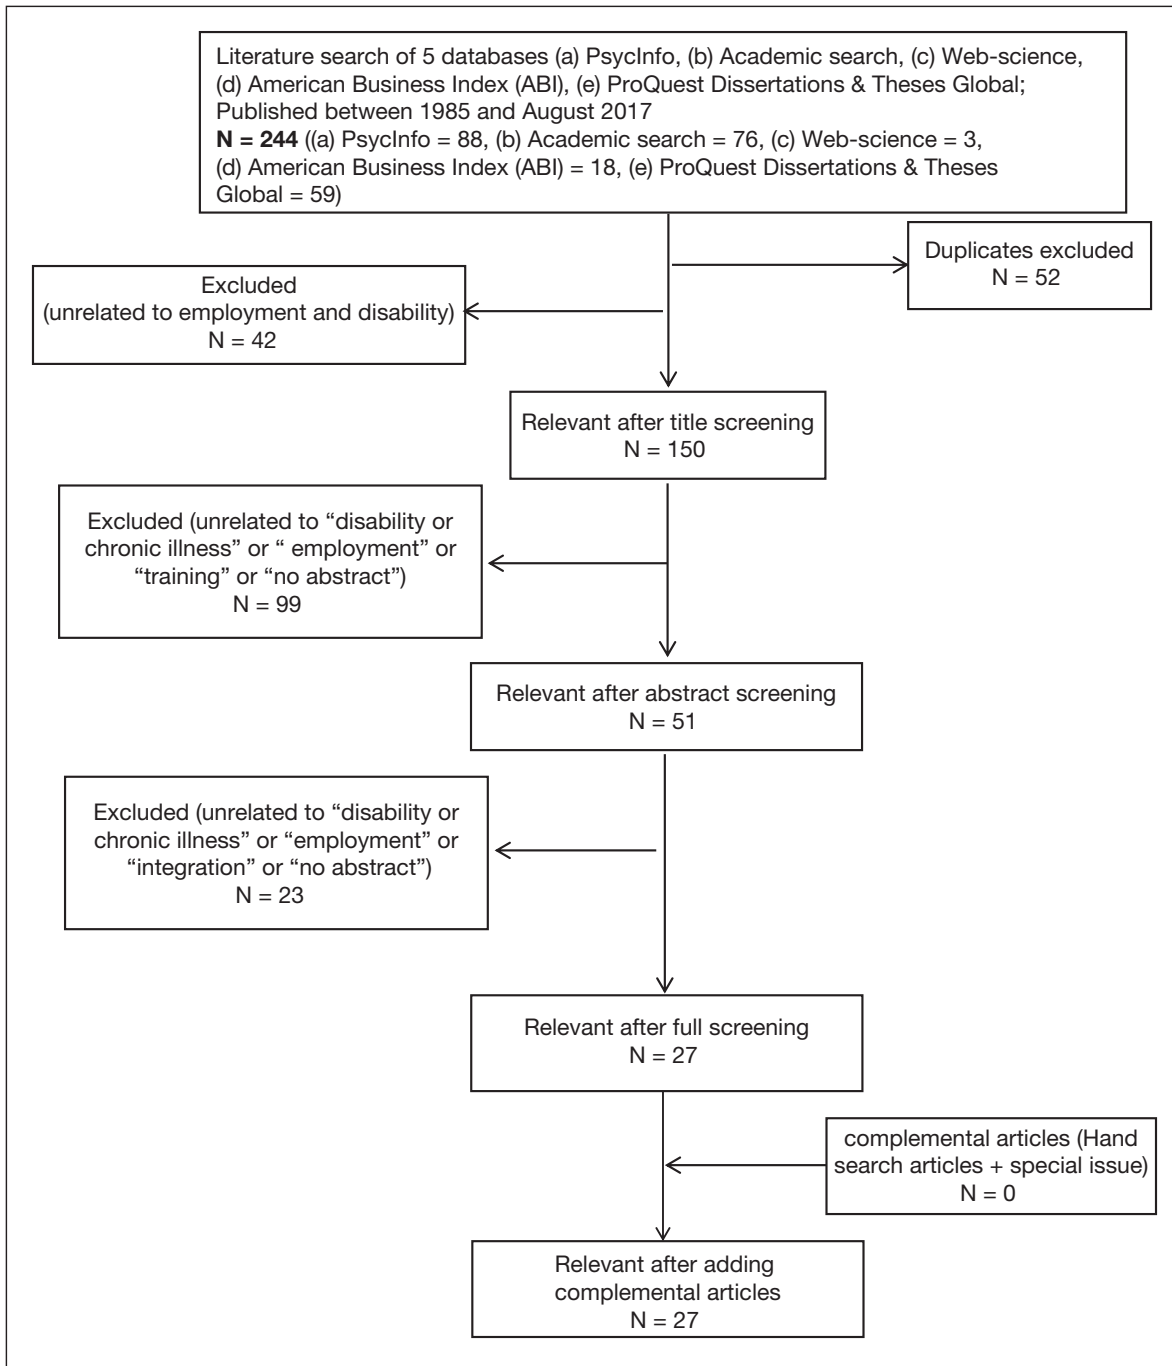 Literature search of 5 databases (a) PsycInfo, (b) Academic search, (c) Web-science,
(d) American Business Index (ABI), (e) ProQuest Dissertations & Theses Global;
Published between 1985 and August 2017
N = 244 ((a) PsycInfo = 88, (b) Academic search = 76, (c) Web-science = 3,
(d) American Business Index (ABI) = 18, (e) ProQuest Dissertations & Theses
Global = 59)
Duplicates excluded
N = 52
Excluded
(unrelated to employment and disability)
N = 42
Relevant after title screening
N = 150
Excluded (unrelated to “disability or
chronic illness” or “ employment” or
“training” or “no abstract”)
N = 99
Relevant after abstract screening
N = 51
Excluded (unrelated to “disability or
chronic illness” or “employment” or
“integration” or “no abstract”)
N = 23
Relevant after full screening
N = 27
complemental articles (Hand
search articles + special issue)
N = 0
Relevant after adding
complemental articles
N = 27